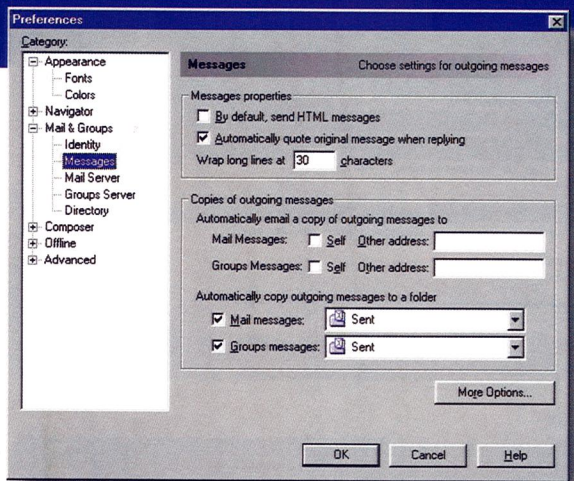 Preferences
Category:
Appearance
Fonts
Colors
Navigator
Mail & Groups
Identity
Messages
Mail Server
Groups Server
Directory
Composer
Offline
Advanced
Messages Choose settings for outgoing messages
Messages properties
By default, send HTML messages
Automatically quote original message when replying
Wrap long lines at 30 characters
Copies of outgoing messages
Automatically email a copy of outgoing messages to
Mail Messages: Self Other address:
Groups Messages: Self Other address:
Automatically copy outgoing messages to a folder
Mail messages: Sent
Groups messages: Sent
More Options...
OK Cancel Help